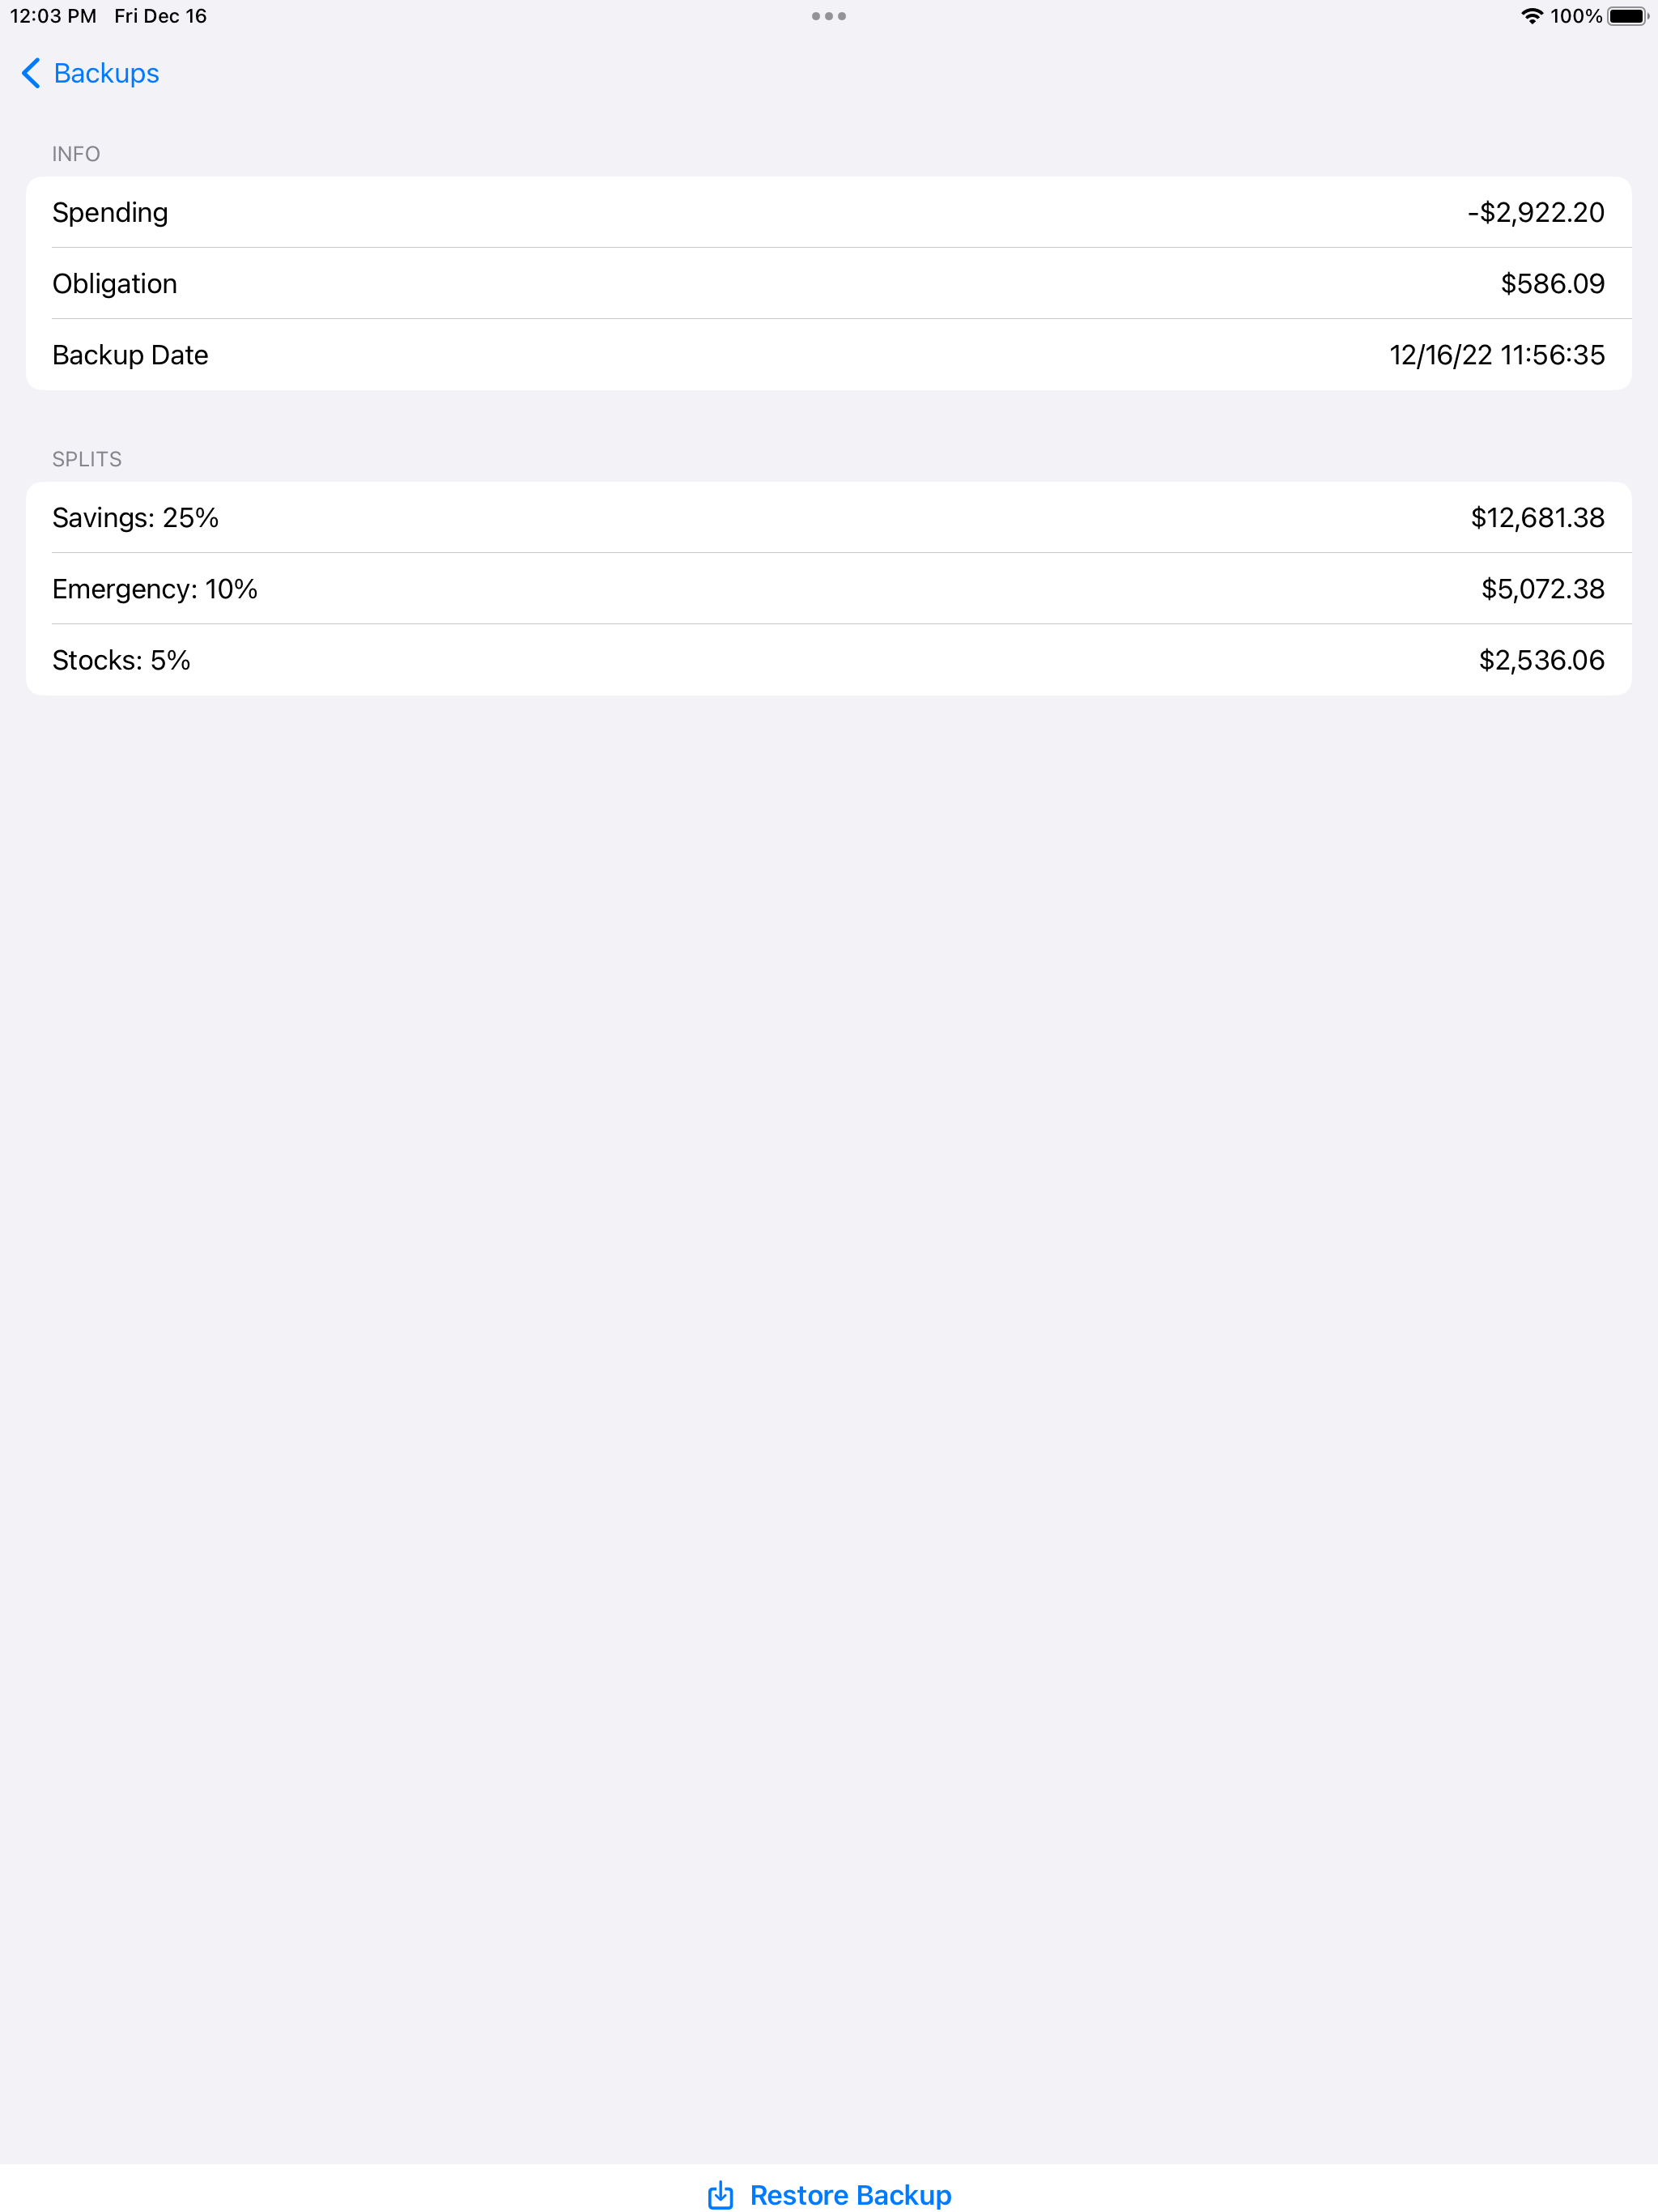 12:03 PM Fri Dec 16 100%
Backups
INFO
Spending -$2,922.20
Obligation $586.09
Backup Date 12/16/22 11:56:35
SPLITS
Savings: 25% $12,681.38
Emergency: 10% $5,072.38
Stocks: 5% $2,536.06
Restore Backup